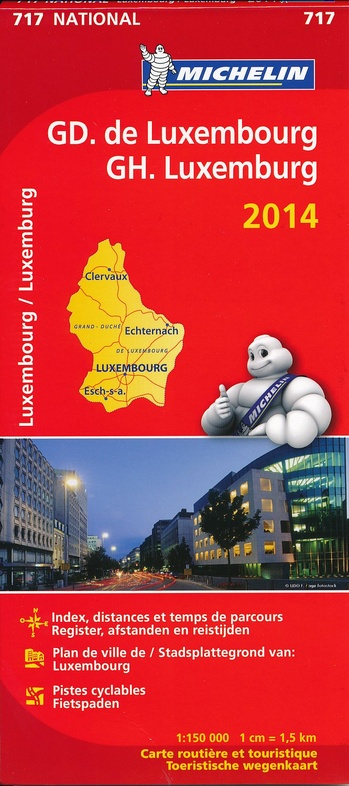 717 NATIONAL
717
MICHELIN
GD. de Luxembourg
GH. Luxemburg
2014
Luxembourg / Luxemburg
Clervaux
GRAND - DUCHÉ
Echternach
DE LUXEMBOURG
LUXEMBOURG
Esch-s-a.
MICHELIN
Index, distances et temps de parcours
Register, afstanden en reistijden
Plan de ville de / Stadsplattegrond van:
Luxembourg
Pistes cyclables
Fietspaden
1:150 000 1 cm = 1,5 km
Carte routière et touristique
Toeristische wegenkaart